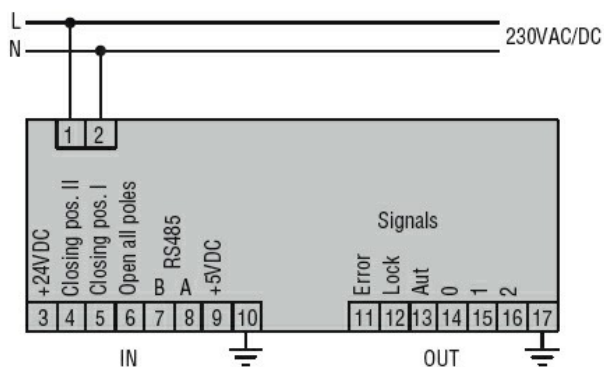 L
N
230VAC/DC
1 2
+24VDC
Closing pos. II
Closing pos. I
Open all poles
B
A
RS485
+5VDC
Signals
Error
Lock
Aut
0
1
2
3 4 5 6 7 8 9 10
11 12 13 14 15 16 17
IN
OUT